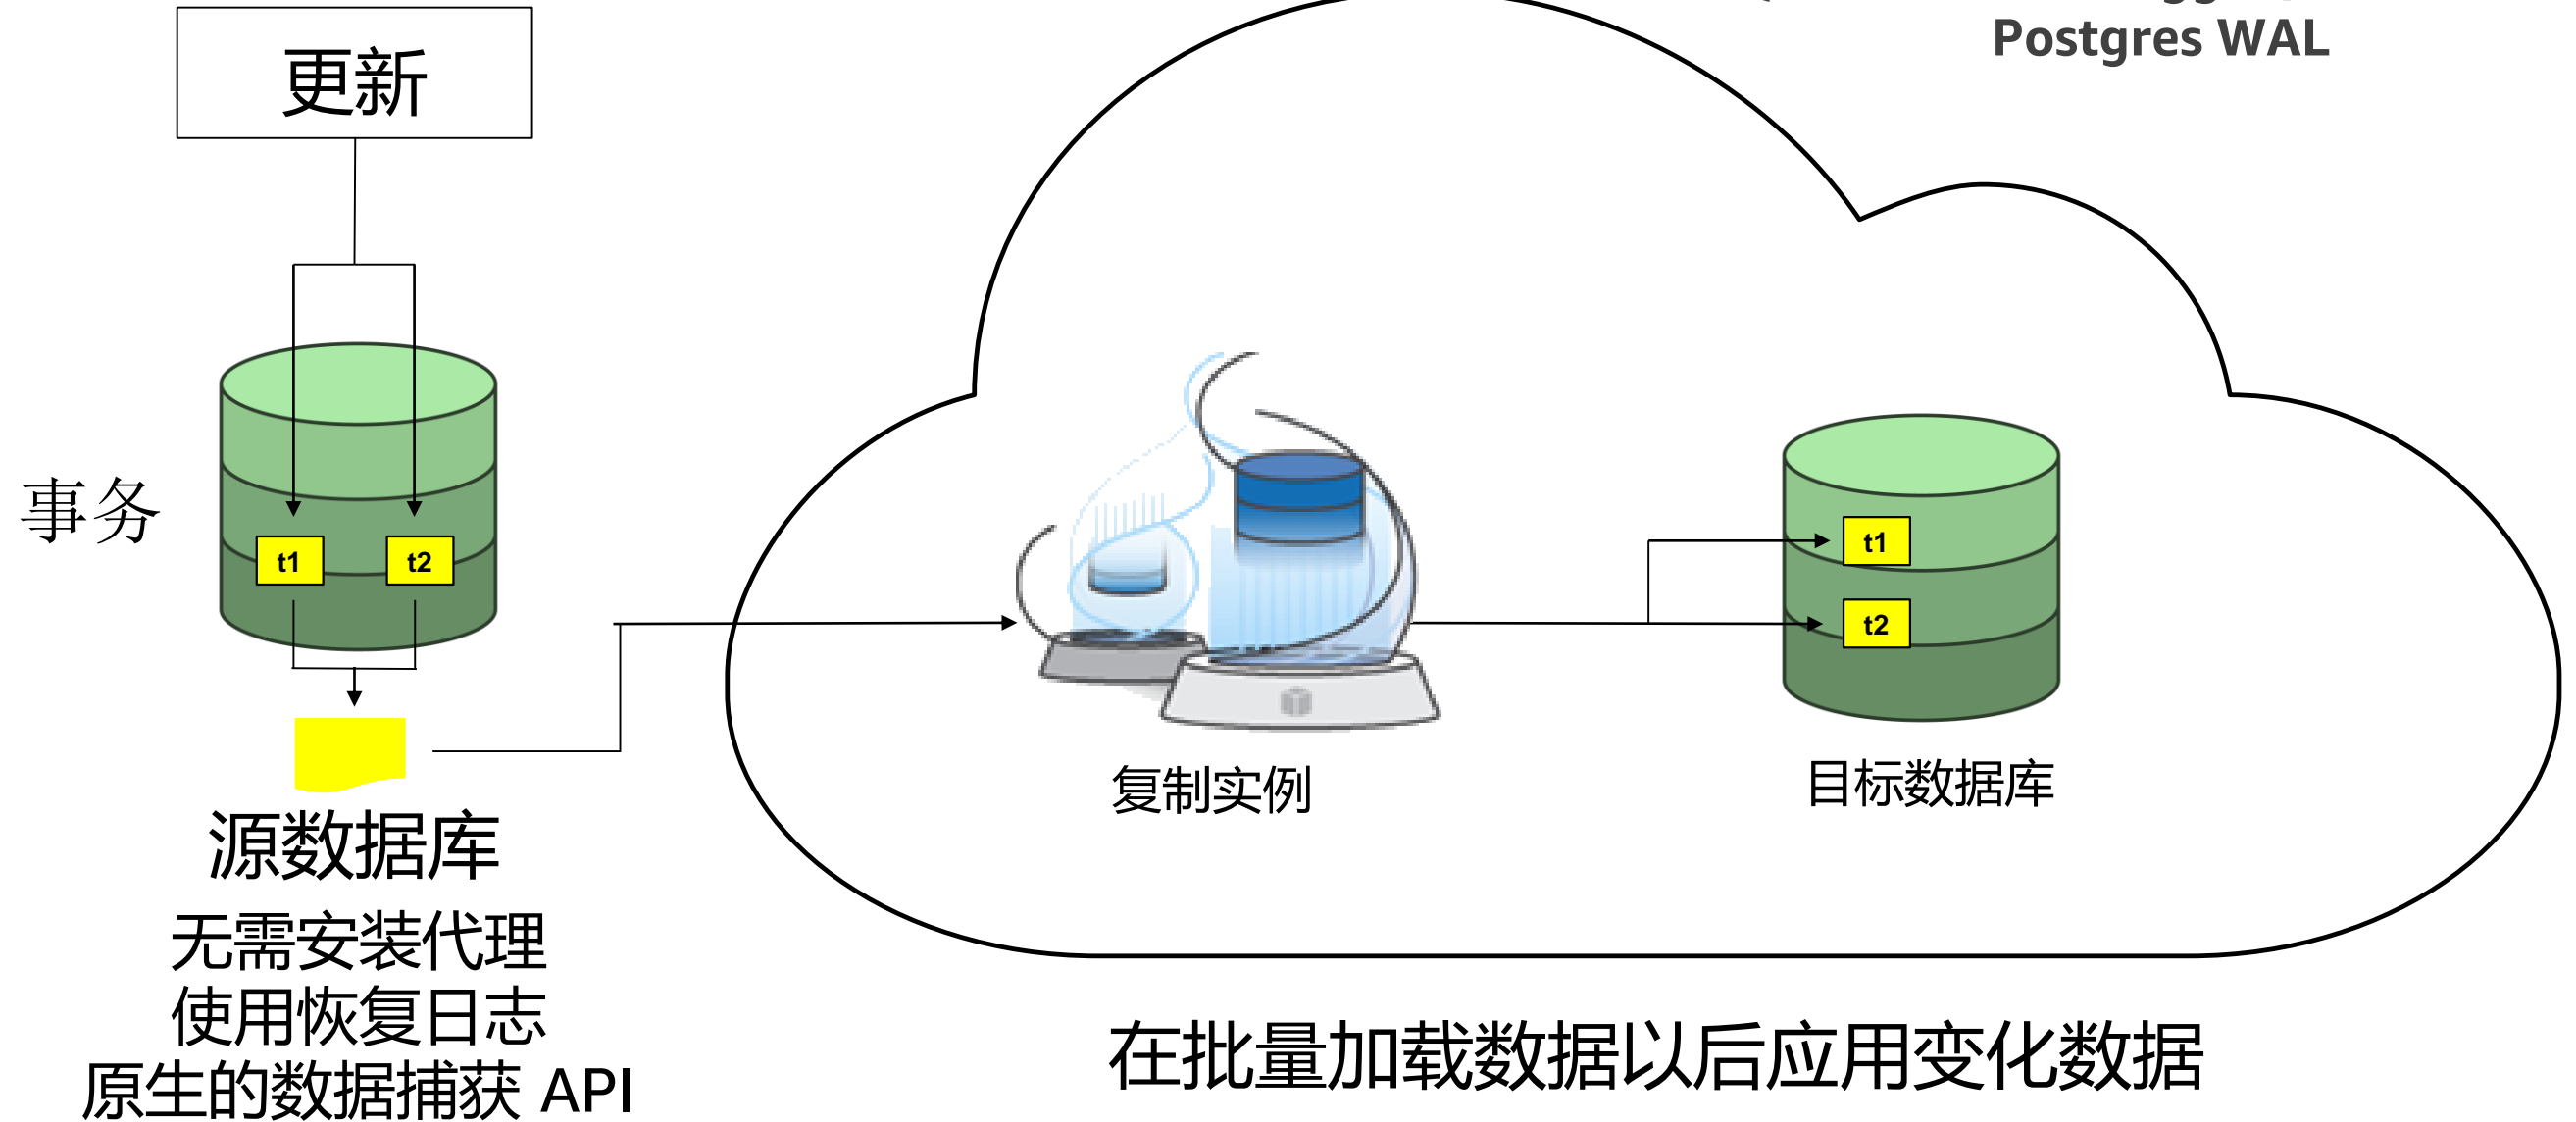 Postgres WAL
更新
事务
t1
t2
t1
t2
复制实例
目标数据库
源数据库
无需安装代理
使用恢复日志
原生的数据捕获 API
在批量加载数据以后应用变化数据